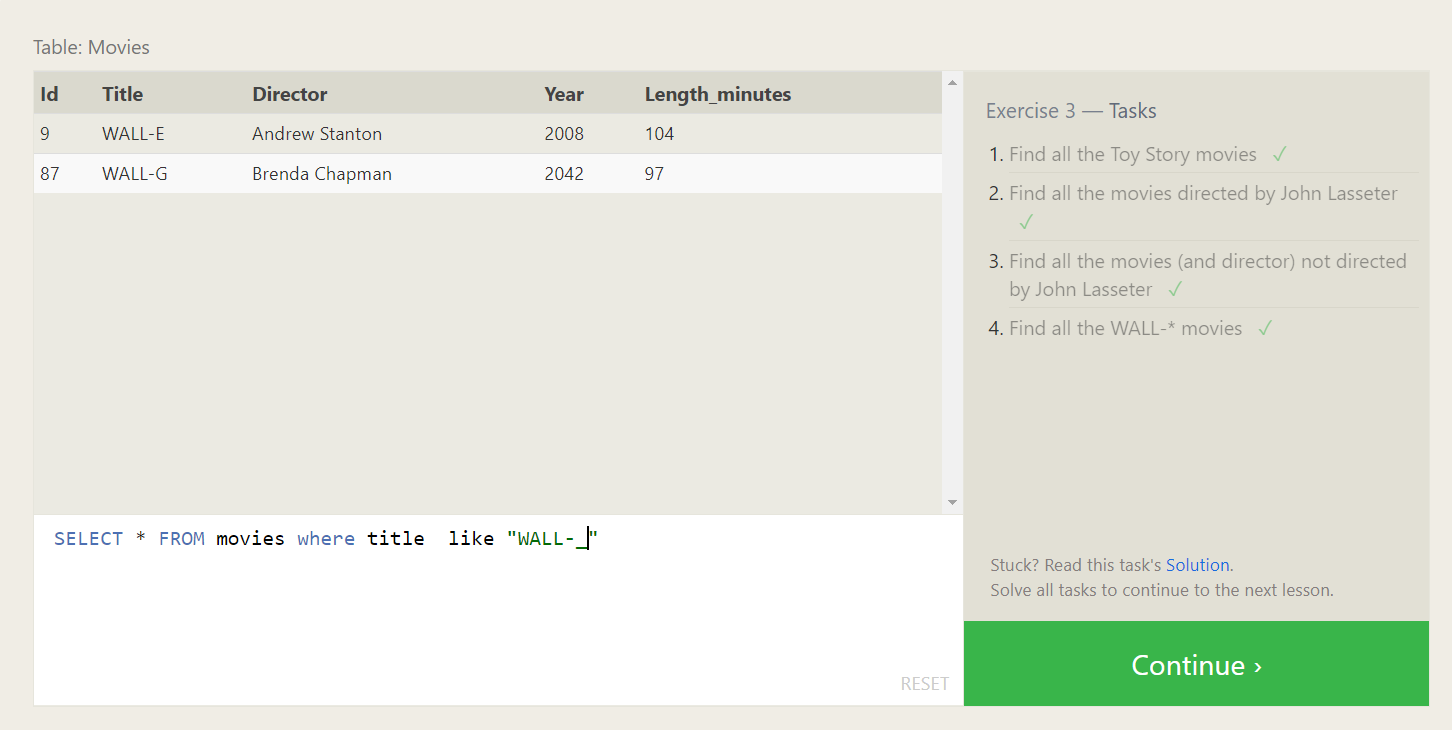 Table: Movies
Id Title Director Year Length_minutes
9 WALL-E Andrew Stanton 2008 104
87 WALL-G Brenda Chapman 2042 97
SELECT * FROM movies where title  like "WALL-_"
RESET
Exercise 3 — Tasks
1. Find all the Toy Story movies ✓
2. Find all the movies directed by John Lasseter
✓
3. Find all the movies (and director) not directed
by John Lasseter ✓
4. Find all the WALL-* movies ✓
Stuck? Read this task's Solution.
Solve all tasks to continue to the next lesson.
Continue ›